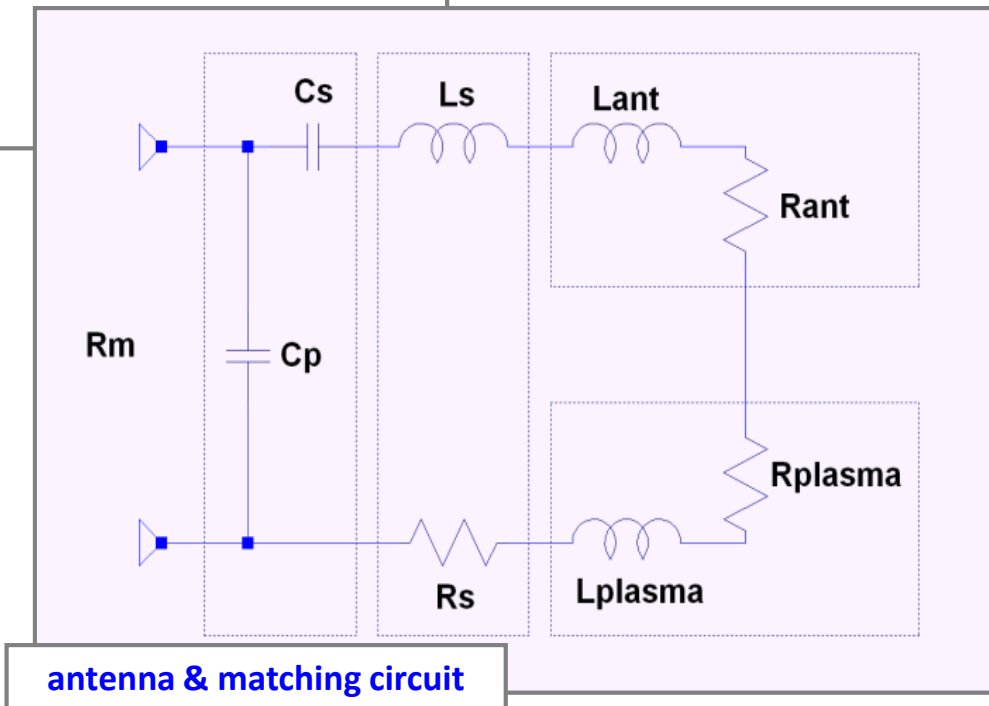 Cs
Ls
Lant
Rant
Rm
Cp
Rplasma
Rs
Lplasma
antenna & matching circuit